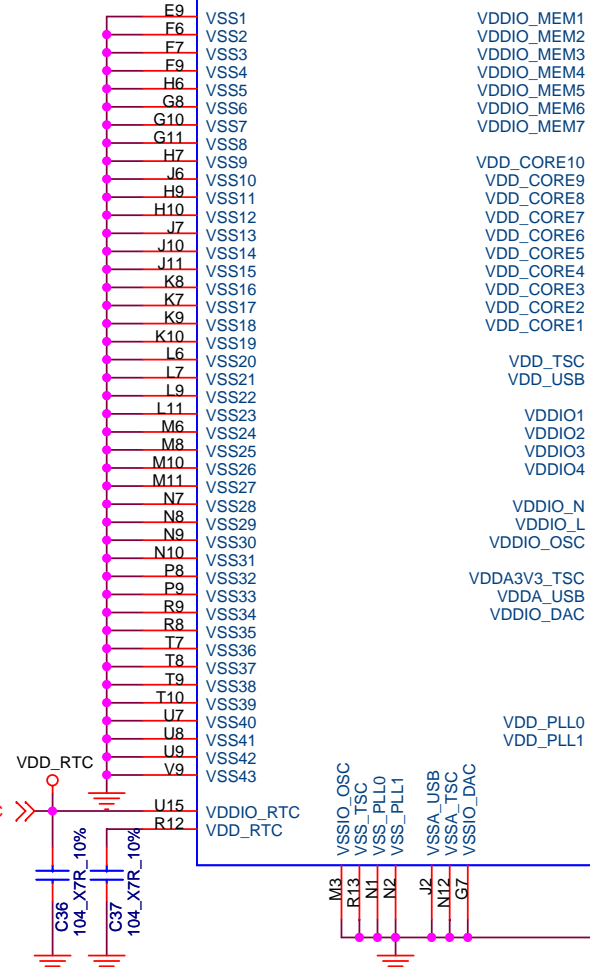 E9 VSS1 VDDIO_MEM1
F6 VSS2 VDDIO_MEM2
F7 VSS3 VDDIO_MEM3
F9 VSS4 VDDIO_MEM4
H6 VSS5 VDDIO_MEM5
G8 VSS6 VDDIO_MEM6
G10 VSS7 VDDIO_MEM7
G11 VSS8
H7 VSS9 VDD_CORE10
J6 VSS10 VDD_CORE9
H9 VSS11 VDD_CORE8
H10 VSS12 VDD_CORE7
J7 VSS13 VDD_CORE6
J10 VSS14 VDD_CORE5
J11 VSS15 VDD_CORE4
K8 VSS16 VDD_CORE3
K7 VSS17 VDD_CORE2
K9 VSS18 VDD_CORE1
K10 VSS19
L6 VSS20 VDD_TSC
L7 VSS21 VDD_USB
L9 VSS22
L11 VSS23 VDDIO1
M6 VSS24 VDDIO2
M8 VSS25 VDDIO3
M10 VSS26 VDDIO4
M11 VSS27
N7 VSS28 VDDIO_N
N8 VSS29 VDDIO_L
N9 VSS30 VDDIO_OSC
N10 VSS31
P8 VSS32 VDDA3V3_TSC
P9 VSS33 VDDA_USB
R9 VSS34 VDDIO_DAC
R8 VSS35
T7 VSS36
T8 VSS37
T9 VSS38
T10 VSS39
U7 VSS40 VDD_PLL0
U8 VSS41 VDD_PLL1
U9 VSS42
V9 VSS43
VDD_RTC
U15 VDDIO_RTC
R12 VDD_RTC
C36
104_X7R_10%
C37
104_X7R_10%
VSSIO_OSC
VSS_TSC
VSS_PLL0
VSS_PLL1
VSSA_USB
VSSA_TSC
VSSIO_DAC
M3
R13
N1
N2
J2
N12
G7